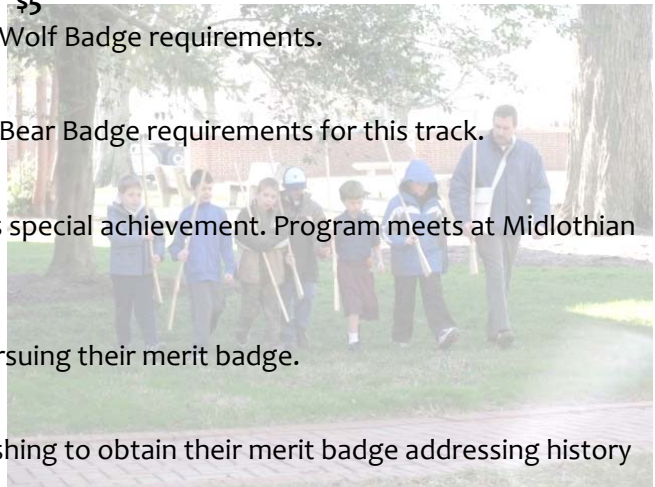 $5
Wolf Badge requirements.
Bear Badge requirements for this track.
special achievement. Program meets at Midlothian
suing their merit badge.
shing to obtain their merit badge addressing history